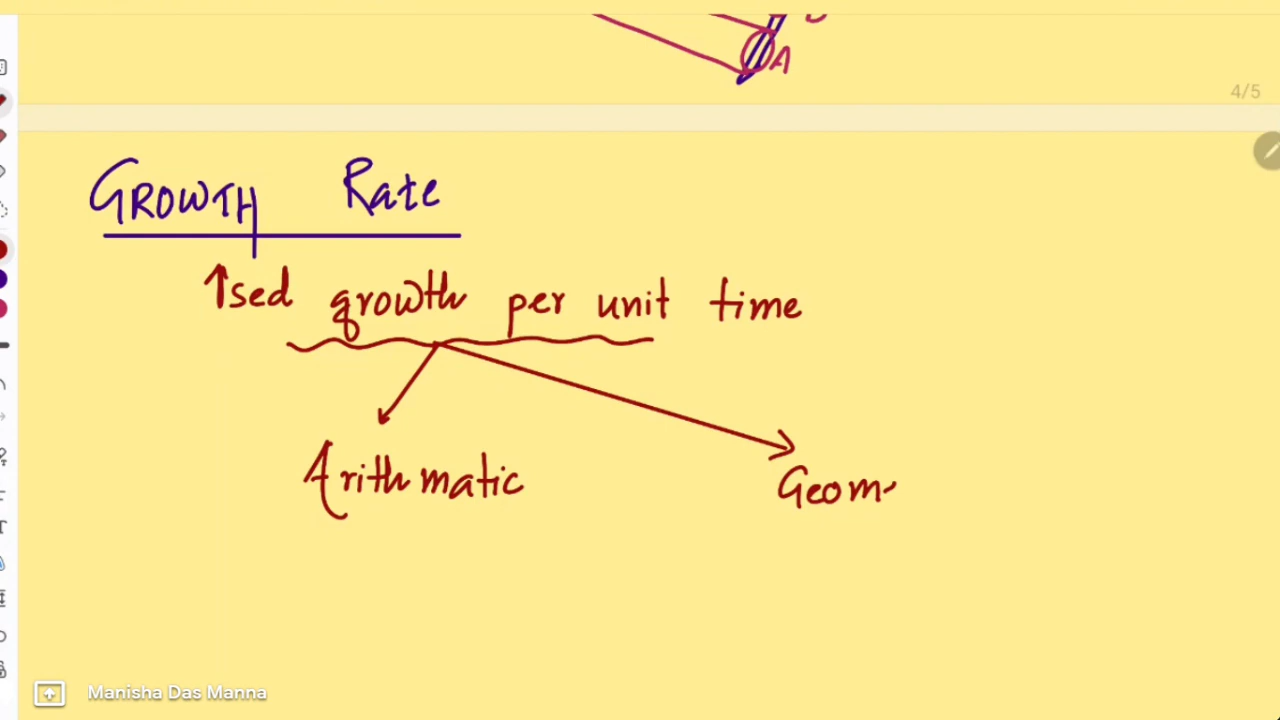 A
4/5
GROWTH Rate
↑sed growth per unit time
Arithmatic Geom
Manisha Das Manna